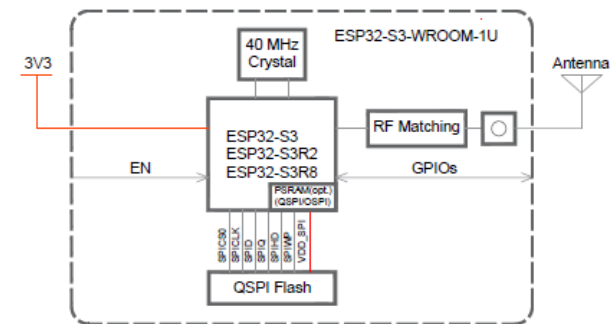 ESP32-S3-WROOM-1U
40 MHz
Crystal
3V3
Antenna
RF Matching
ESP32-S3
ESP32-S3R2
ESP32-S3R8
EN
GPIOs
PSRAM(opt.)
(QSPI/OSPI)
SPICS0
SPICLK
SPID
SPIQ
SPIHD
SPIWP
VDD_SPI
QSPI Flash